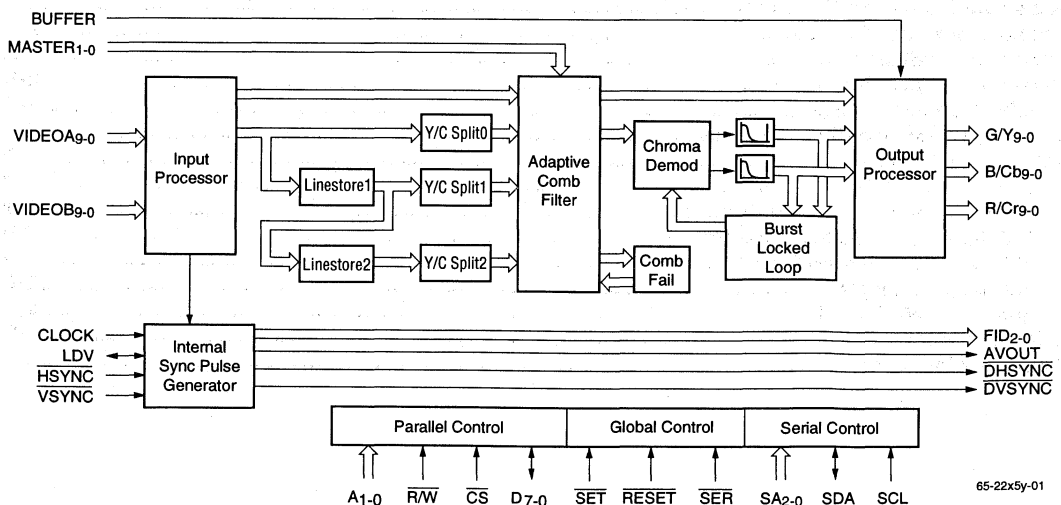 BUFFER
MASTER1-0
VIDEOA9-0
VIDEOB9-0
Input
Processor
Linestore1
Linestore2
Y/C Split0
Y/C Split1
Y/C Split2
Adaptive
Comb
Filter
Chroma
Demod
Burst
Locked
Loop
Comb
Fail
Output
Processor
G/Y9-0
B/Cb9-0
R/Cr9-0
CLOCK
LDV
HSYNC
VSYNC
Internal
Sync Pulse
Generator
FID2-0
AVOUT
DHSYNC
DVSYNC
Parallel Control
Global Control
Serial Control
A1-0
R/W
CS
D7-0
SET
RESET
SER
SA2-0
SDA
SCL
65-22x5y-01